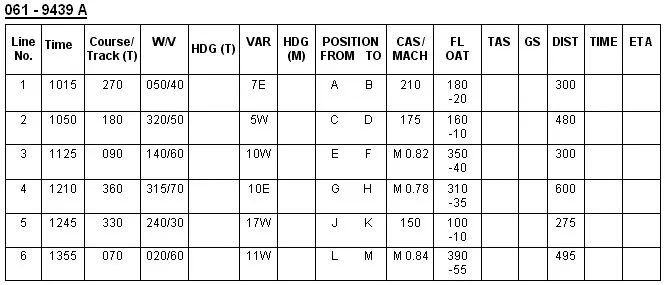 061 - 9439 A
Line No. Time Course/ Track (T) W/V HDG (T) VAR HDG (M) POSITION FROM TO CAS/ MACH FL OAT TAS GS DIST TIME ETA
1 1015 270 050/40 7E A B 210 180 -20 300
2 1050 180 320/50 5W C D 175 160 -10 480
3 1125 090 140/60 10W E F M 0.82 350 -40 300
4 1210 360 315/70 10E G H M 0.78 310 -35 600
5 1245 330 240/30 17W J K 150 100 -10 275
6 1355 070 020/60 11W L M M 0.84 390 -55 495